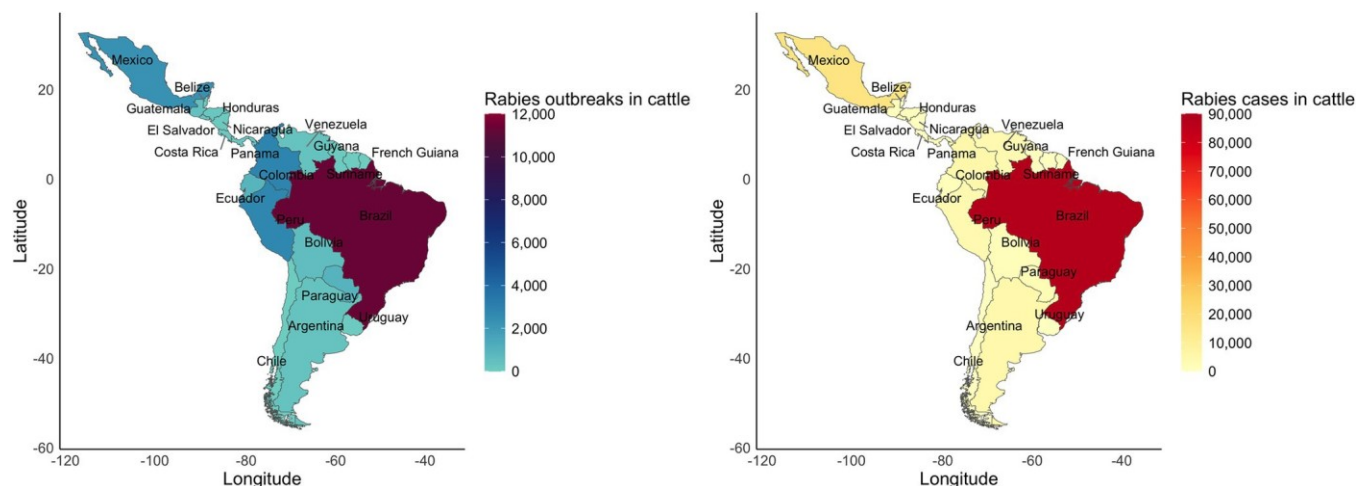 Rabies outbreaks in cattle
12,000
10,000
8,000
6,000
4,000
2,000
0
Latitude
20
0
-20
-40
-60
-120
-100
-80
-60
-40
Longitude
Mexico
Belize
Guatemala
Honduras
El Salvador
Nicaragua
Venezuela
Costa Rica
Panama
Guyana
French Guiana
Colombia
Suriname
Ecuador
Peru
Brazil
Bolivia
Paraguay
Uruguay
Argentina
Chile
Rabies cases in cattle
90,000
80,000
70,000
60,000
50,000
40,000
30,000
20,000
10,000
0
Latitude
20
0
-20
-40
-60
-120
-100
-80
-60
-40
Longitude
Mexico
Belize
Guatemala
Honduras
El Salvador
Nicaragua
Venezuela
Costa Rica
Panama
Guyana
French Guiana
Colombia
Suriname
Ecuador
Peru
Brazil
Bolivia
Paraguay
Uruguay
Argentina
Chile